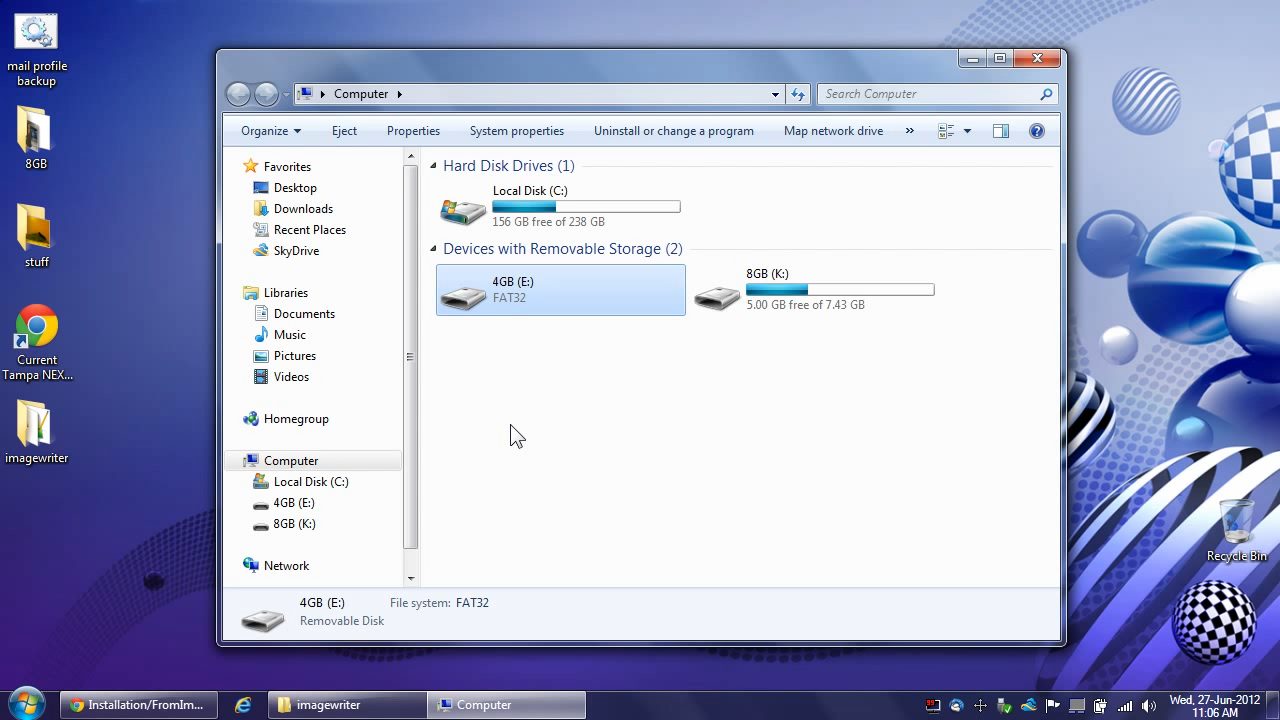 mail profile
backup
8GB
stuff
Current
Tampa NEX...
imagewriter
Computer
Search Computer
Organize
Eject
Properties
System properties
Uninstall or change a program
Map network drive
»
Favorites
Desktop
Downloads
Recent Places
SkyDrive
Libraries
Documents
Music
Pictures
Videos
Homegroup
Computer
Local Disk (C:)
4GB (E:)
8GB (K:)
Network
Hard Disk Drives (1)
Local Disk (C:)
156 GB free of 238 GB
Devices with Removable Storage (2)
4GB (E:)
FAT32
8GB (K:)
5.00 GB free of 7.43 GB
4GB (E:) File system: FAT32
Removable Disk
Recycle Bin
Installation/FromIm...
imagewriter
Computer
Wed, 27-Jun-2012
11:06 AM